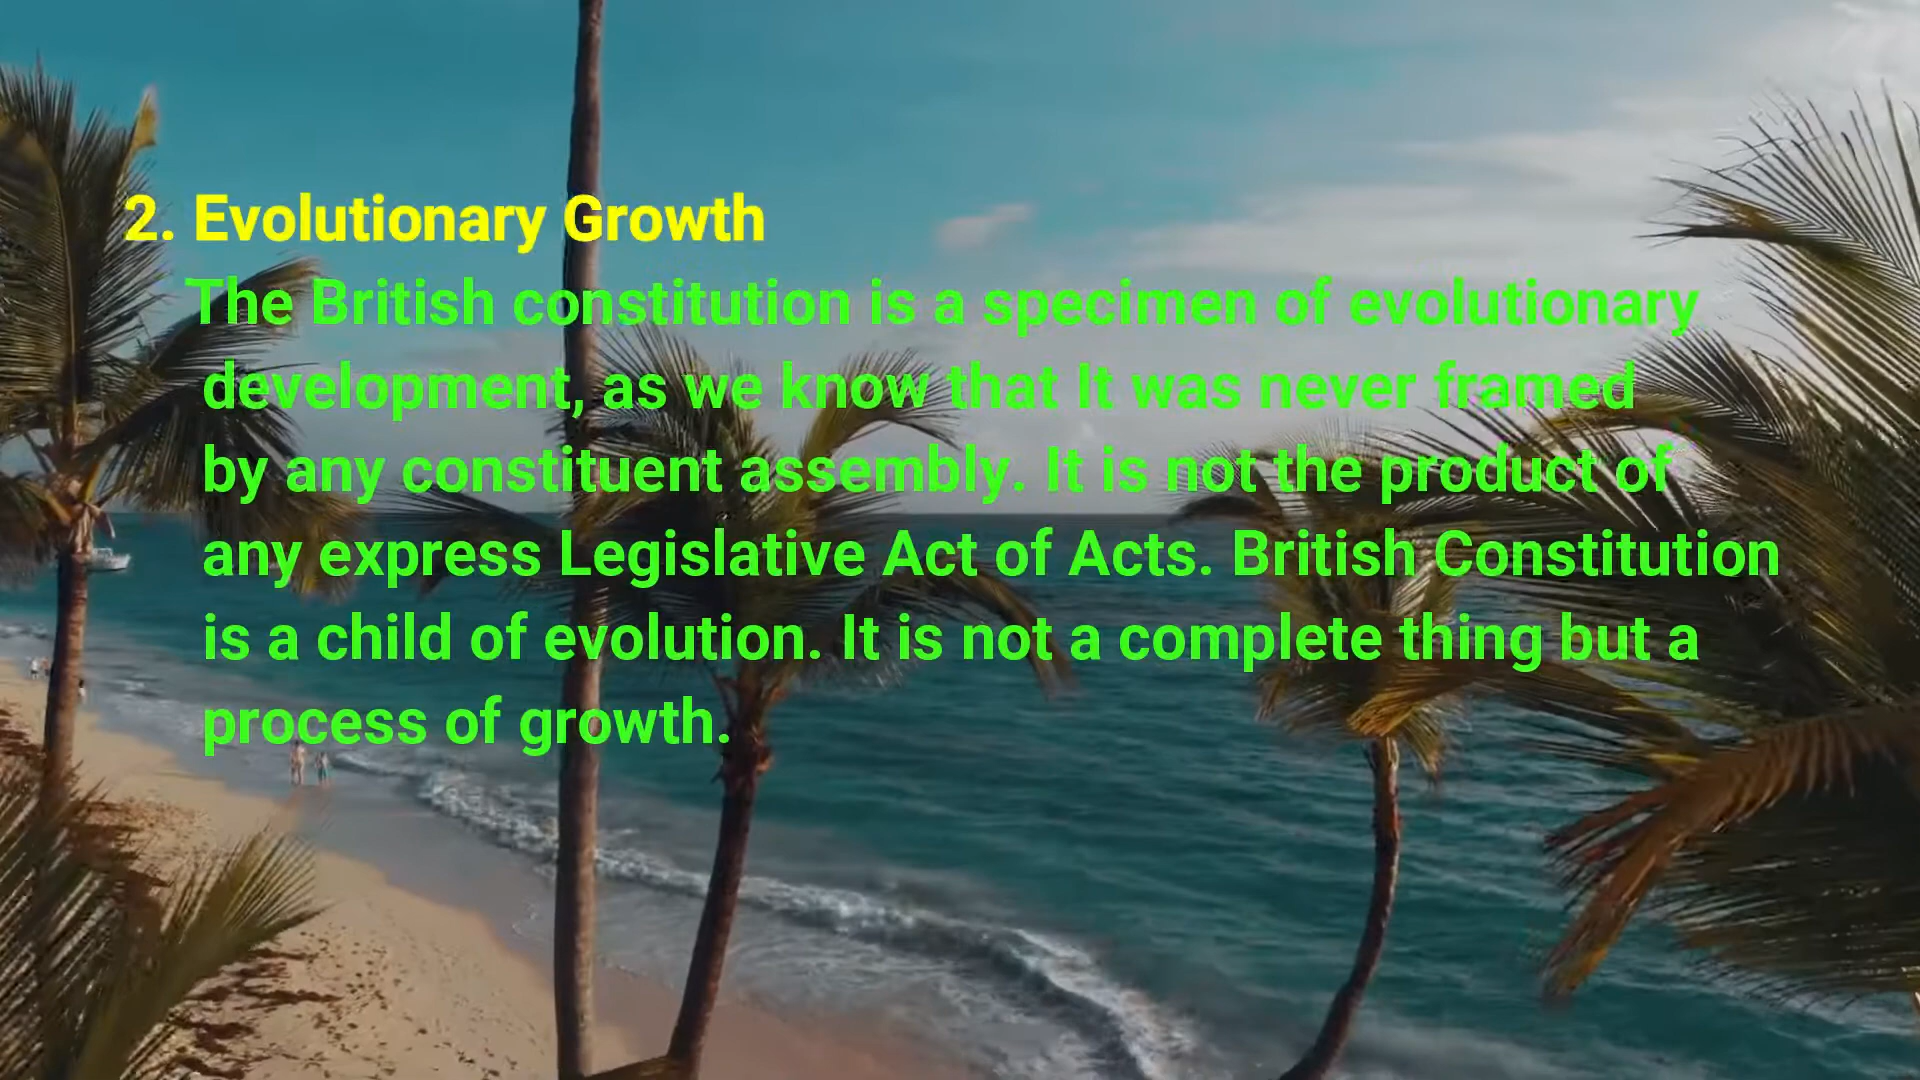 2. Evolutionary Growth
The British constitution is a specimen of evolutionary
development, as we know that It was never framed
by any constituent assembly. It is not the product of
any express Legislative Act of Acts. British Constitution
is a child of evolution. It is not a complete thing but a
process of growth.